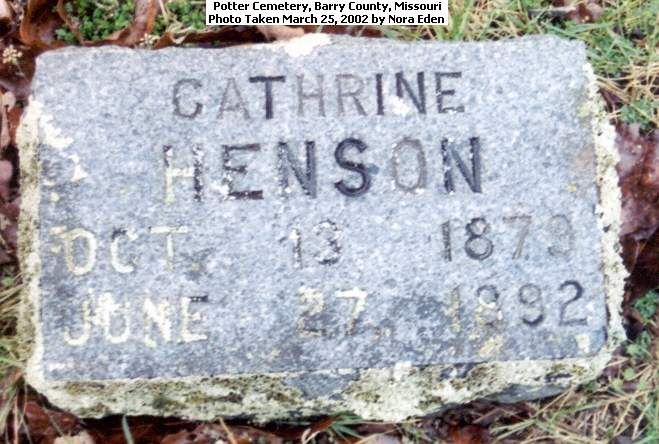 Potter Cemetery, Barry County, Missouri
Photo Taken March 25, 2002 by Nora Eden
CATHRINE
HENSON
OCT. 13 1879
JUNE 27, 1892